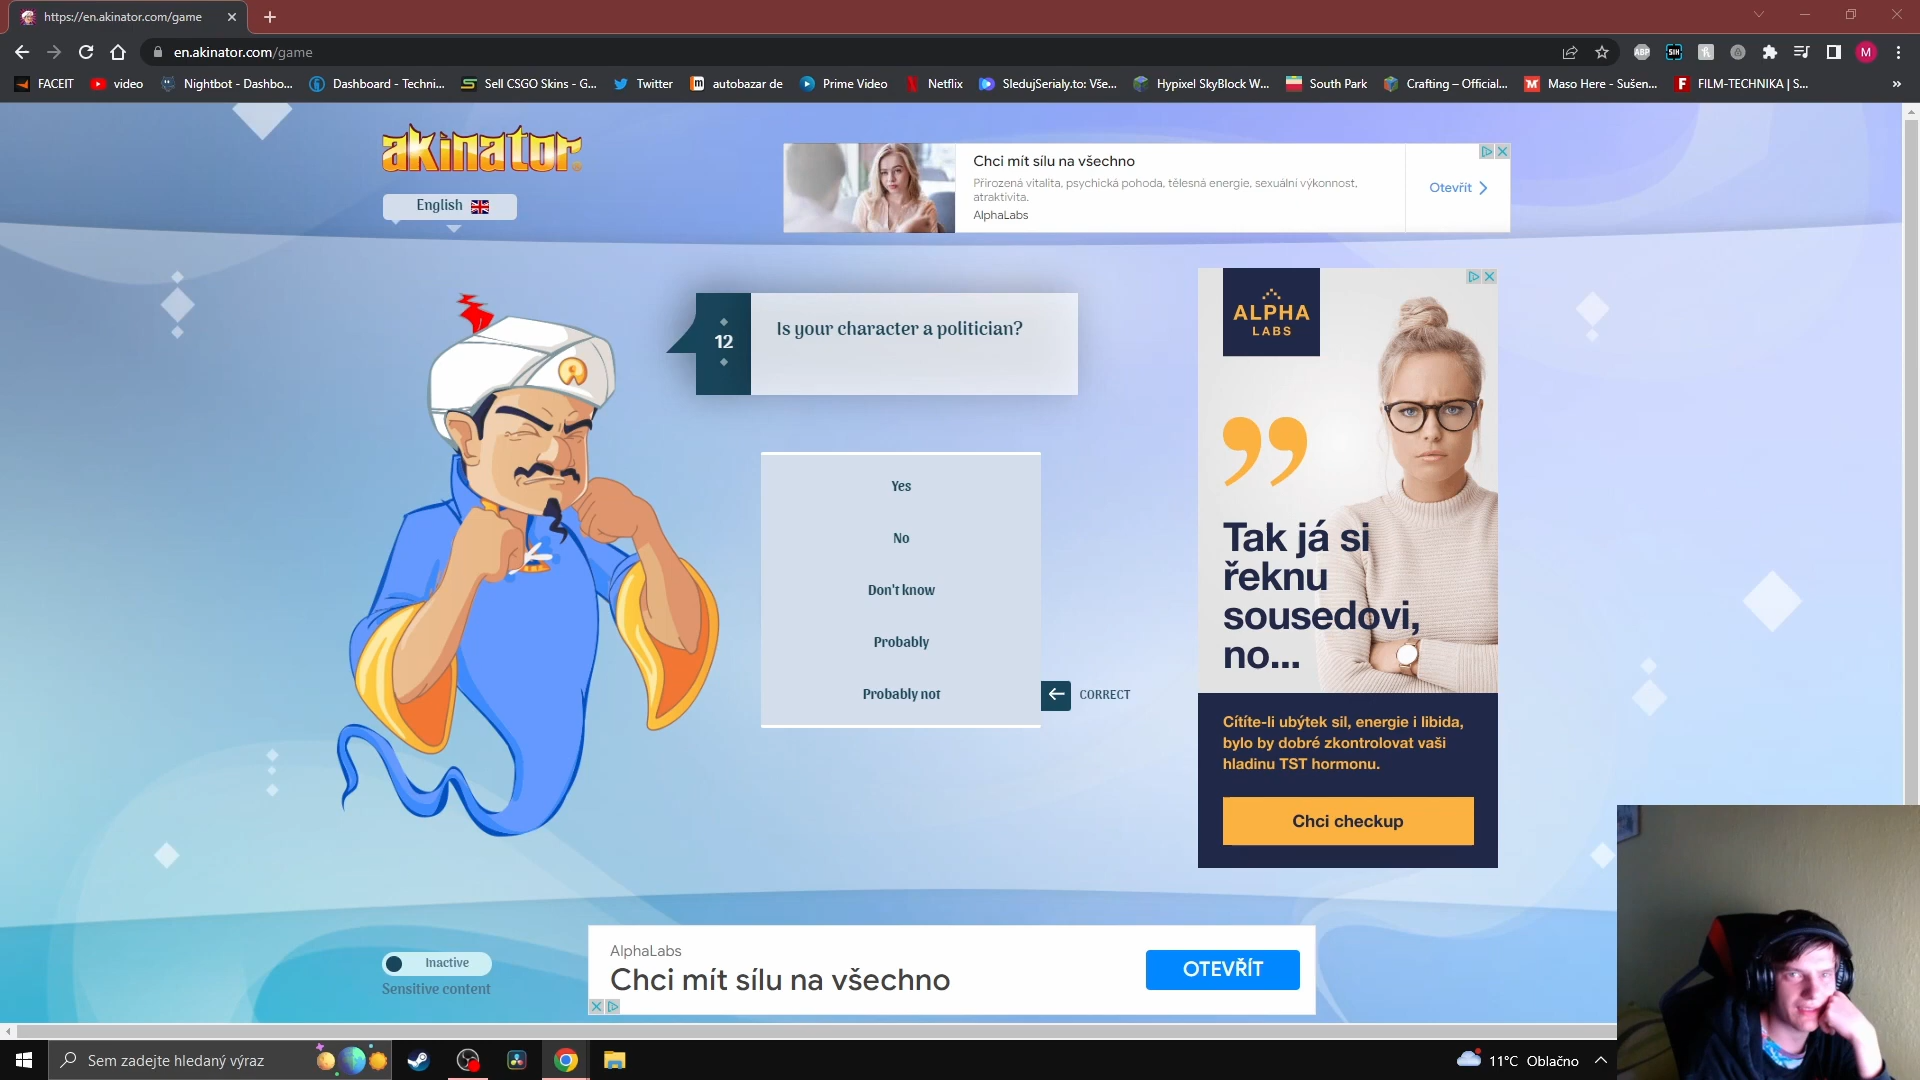 https://en.akinator.com/game
en.akinator.com/game
ABP
SIH
M
FACEIT
video
Nightbot - Dashbo...
Dashboard - Techni...
Sell CSGO Skins - G...
Twitter
autobazar de
Prime Video
Netflix
SledujSerialy.to: Vše...
Hypixel SkyBlock W...
South Park
Crafting – Official...
Maso Here - Sušen...
FILM-TECHNIKA | S...
»
akinator
English
Chci mít sílu na všechno
Přirozená vitalita, psychická pohoda, tělesná energie, sexuální výkonnost,
atraktivita.
AlphaLabs
Otevřít
12
Is your character a politician?
Yes
No
Don't know
Probably
Probably not
CORRECT
ALPHA
LABS
Tak já si
řeknu
sousedovi,
no...
Cítíte-li ubýtek sil, energie i libida,
bylo by dobré zkontrolovat vaši
hladinu TST hormonu.
Chci checkup
Inactive
Sensitive content
AlphaLabs
Chci mít sílu na všechno
OTEVŘÍT
Sem zadejte hledaný výraz
11°C Oblačno